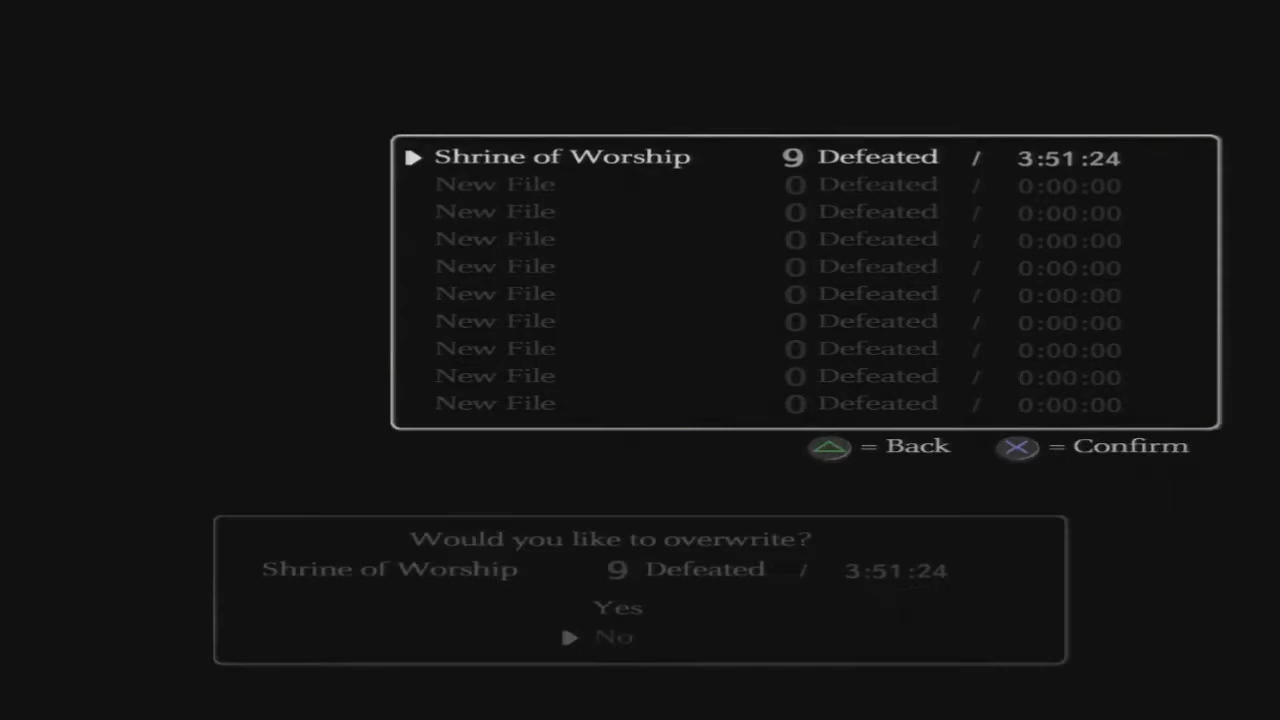 Shrine of Worship 9 Defeated / 3:51:24
New File 0 Defeated / 0:00:00
New File 0 Defeated / 0:00:00
New File 0 Defeated / 0:00:00
New File 0 Defeated / 0:00:00
New File 0 Defeated / 0:00:00
New File 0 Defeated / 0:00:00
New File 0 Defeated / 0:00:00
New File 0 Defeated / 0:00:00
New File 0 Defeated / 0:00:00
= Back = Confirm
Would you like to overwrite?
Shrine of Worship 9 Defeated / 3:51:24
Yes
No